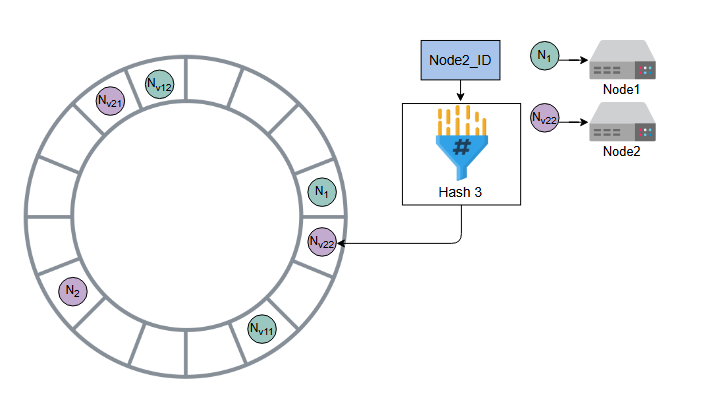 Node2_ID
N1
Node1
Nv22
Node2
#
Hash 3
Nv12
Nv21
N1
Nv22
N2
Nv11